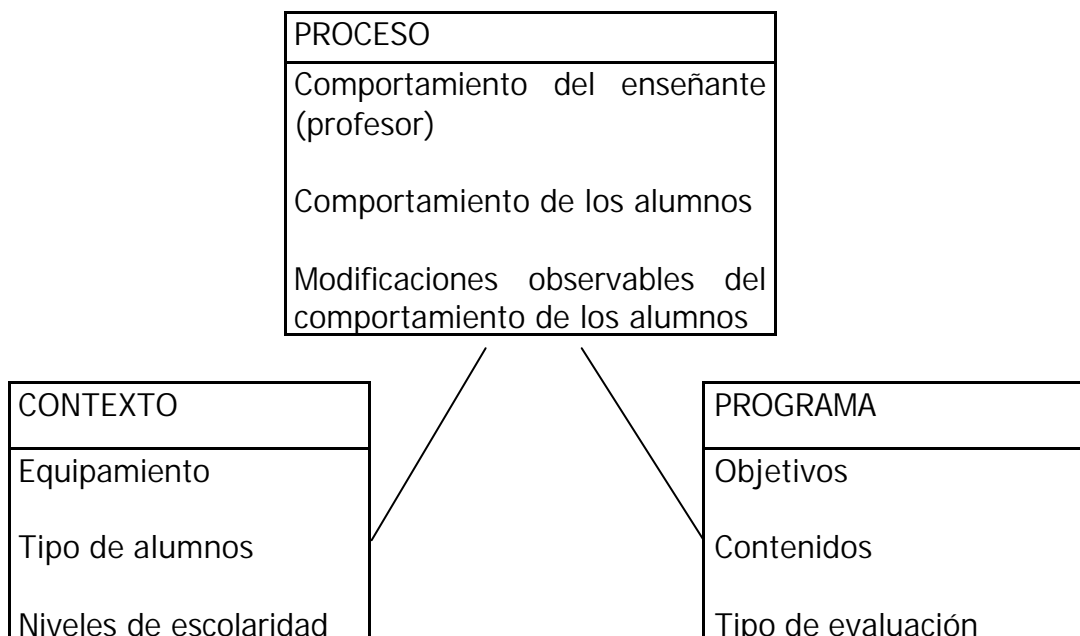 PROCESO
Comportamiento del enseñante
(profesor)
Comportamiento de los alumnos
Modificaciones observables del
comportamiento de los alumnos
CONTEXTO
Equipamiento
Tipo de alumnos
Niveles de escolaridad
PROGRAMA
Objetivos
Contenidos
Tipo de evaluación